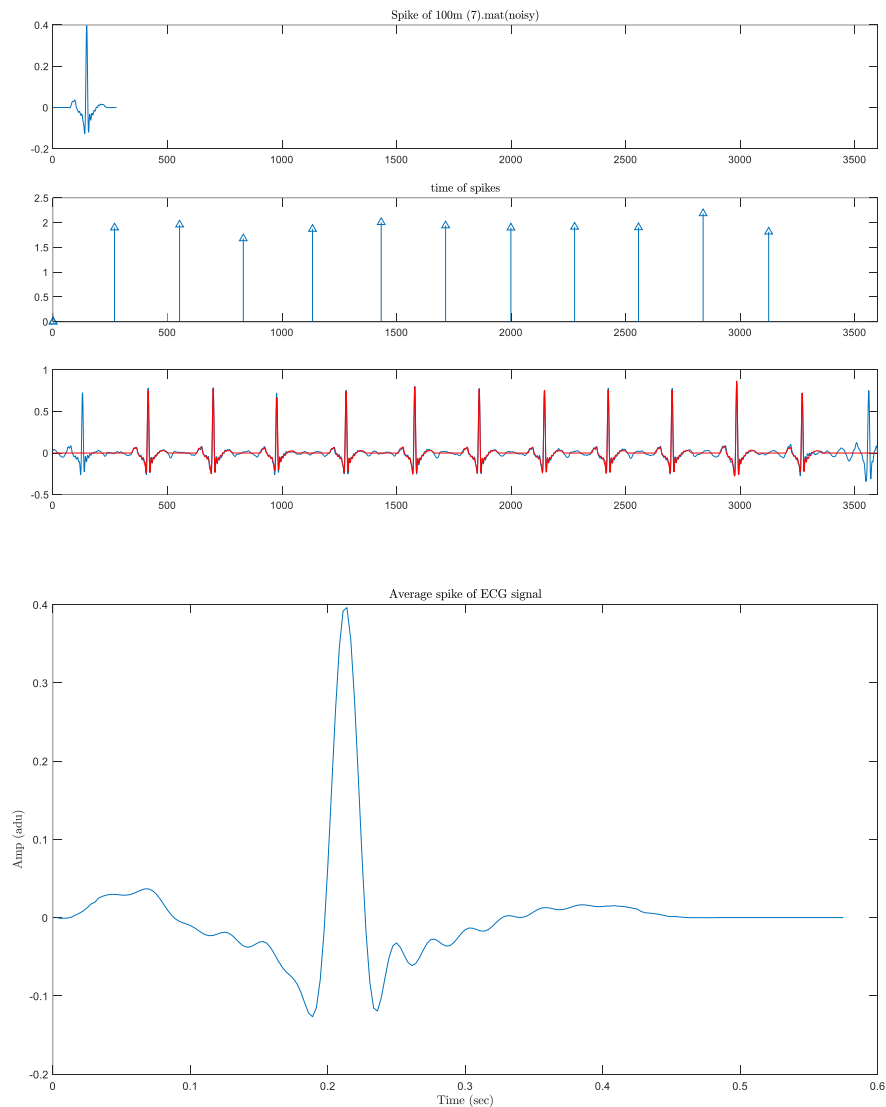 Spike of 100m (7).mat(noisy)
0.4
0.2
0
-0.2
0 500 1000 1500 2000 2500 3000 3500
time of spikes
2.5
2
1.5
1
0.5
0
0 500 1000 1500 2000 2500 3000 3500
1
0.5
0
-0.5
0 500 1000 1500 2000 2500 3000 3500
Average spike of ECG signal
0.4
0.3
0.2
0.1
0
-0.1
-0.2
Amp (adu)
0 0.1 0.2 0.3 0.4 0.5 0.6
Time (sec)